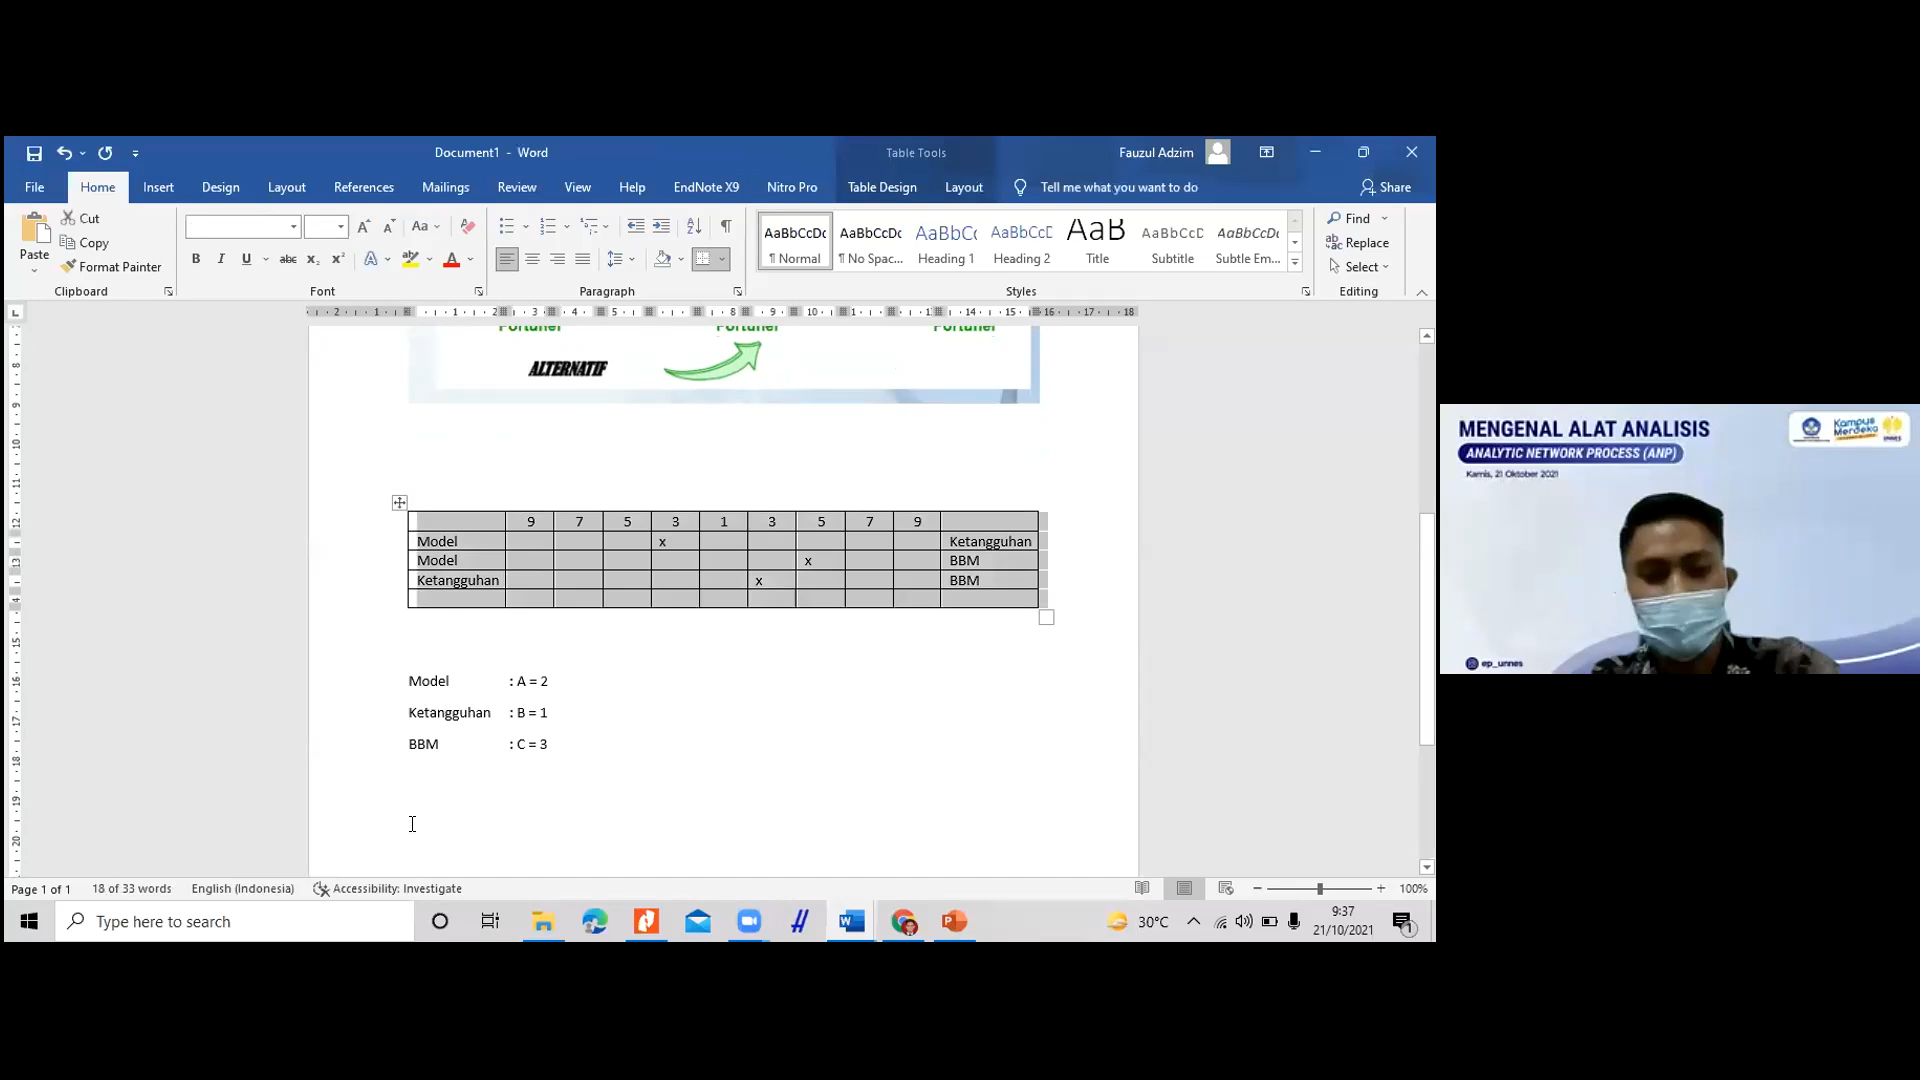 Document1 - Word
Table Tools
Fauzul Adzim
File Home Insert Design Layout References Mailings Review View Help EndNote X9 Nitro Pro Table Design Layout Tell me what you want to do Share
Paste
Cut
Copy
Format Painter
Clipboard
Font
Paragraph
AaBbCcDc AaBbCcDc AaBbCc AaBbCcD AaB AaBbCcD AaBbCcDc
¶ Normal ¶ No Spac... Heading 1 Heading 2 Title Subtitle Subtle Em...
Styles
Find
Replace
Select
Editing
Fortuner Fortuner Fortuner
ALTERNATIF
9 7 5 3 1 3 5 7 9
Model x Ketangguhan
Model x BBM
Ketangguhan x BBM
Model : A = 2
Ketangguhan : B = 1
BBM : C = 3
Page 1 of 1 18 of 33 words English (Indonesia) Accessibility: Investigate 100%
Type here to search
30°C
9:37
21/10/2021
MENGENAL ALAT ANALISIS
ANALYTIC NETWORK PROCESS (ANP)
Kamis, 21 Oktober 2021
Kampus
Merdeka
UNNES
ep_unnes